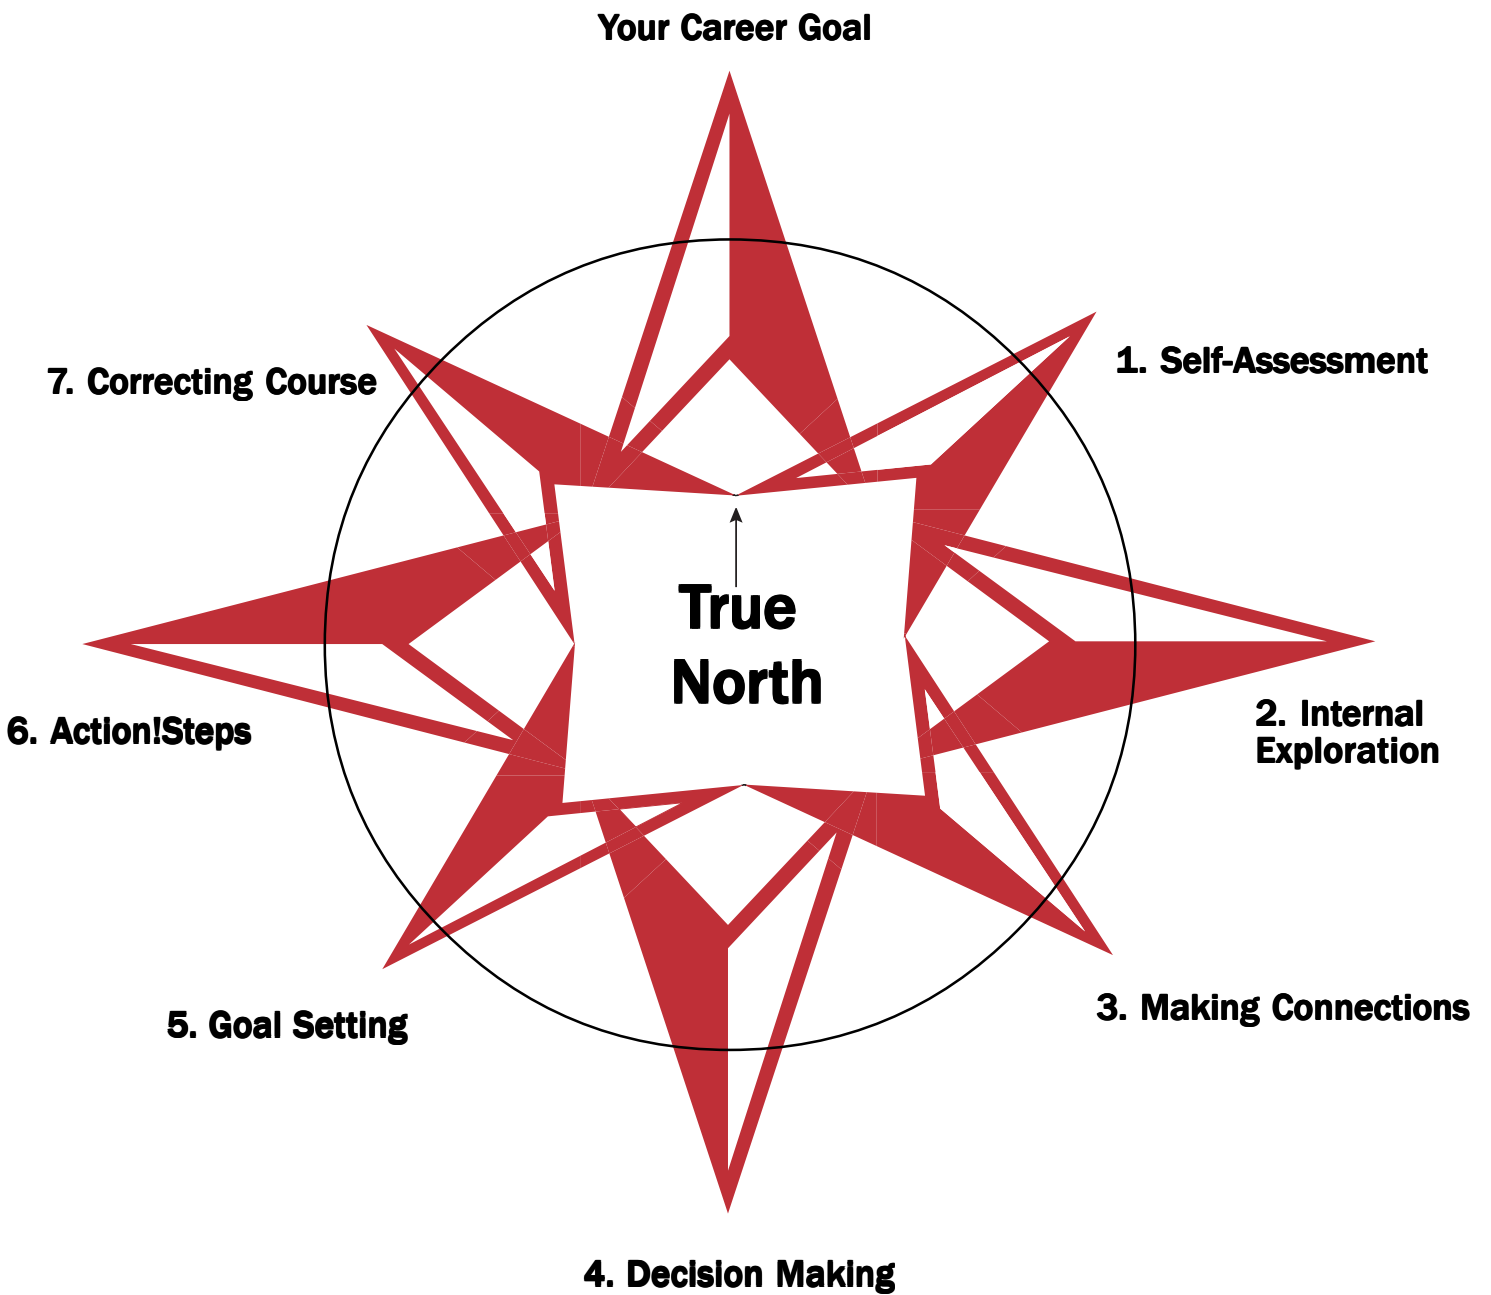 Your Career Goal
1. Self-Assessment
7. Correcting Course
True
North
2. Internal
Exploration
6. Action!Steps
3. Making Connections
5. Goal Setting
4. Decision Making